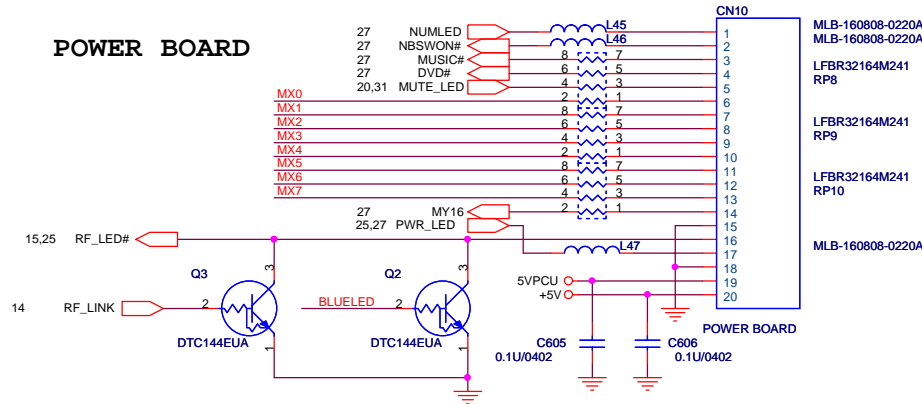 CN10
27 NUMLED L45 1 MLB-160808-0220A
27 NBSWON# L46 2 MLB-160808-0220A
POWER BOARD
27 MUSIC# 8 7 3
27 DVD# 6 5 4 LFBR32164M241
20,31 MUTE_LED 4 3 5 RP8
MX0 2 1 6
MX1 8 7 7
MX2 6 5 8 LFBR32164M241
MX3 4 3 9 RP9
MX4 2 1 10
MX5 8 7 11
MX6 6 5 12 LFBR32164M241
MX7 4 3 13 RP10
27 MY16 2 1 14
25,27 PWR_LED 15
15,25 RF_LED# 16
L47 17 MLB-160808-0220A
3 3 18
Q3 Q2 5VPCU 19
+5V 20
14 RF_LINK 2 BLUELED 2
POWER BOARD
DTC144EUA DTC144EUA C605 C606
1 1 0.1U/0402 0.1U/0402